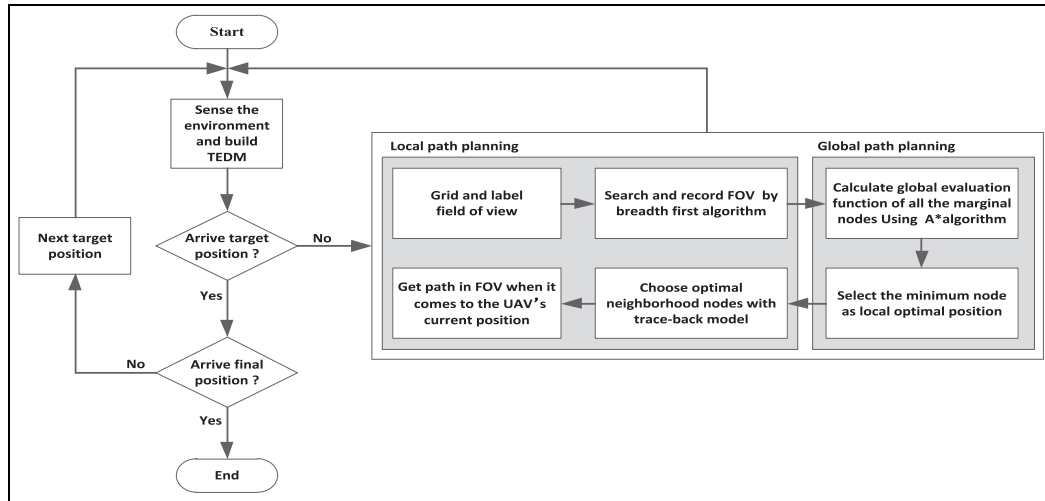 Start
Sense the
environment
and build
TEDM
Arrive target
position ?
No
Yes
Next target
position
No
Arrive final
position ?
Yes
End
Local path planning
Global path planning
Grid and label
field of view
Search and record FOV by
breadth first algorithm
Calculate global evaluation
function of all the marginal
nodes Using A*algorithm
Get path in FOV when it
comes to the UAV's
current position
Choose optimal
neighborhood nodes with
trace-back model
Select the minimum node
as local optimal position